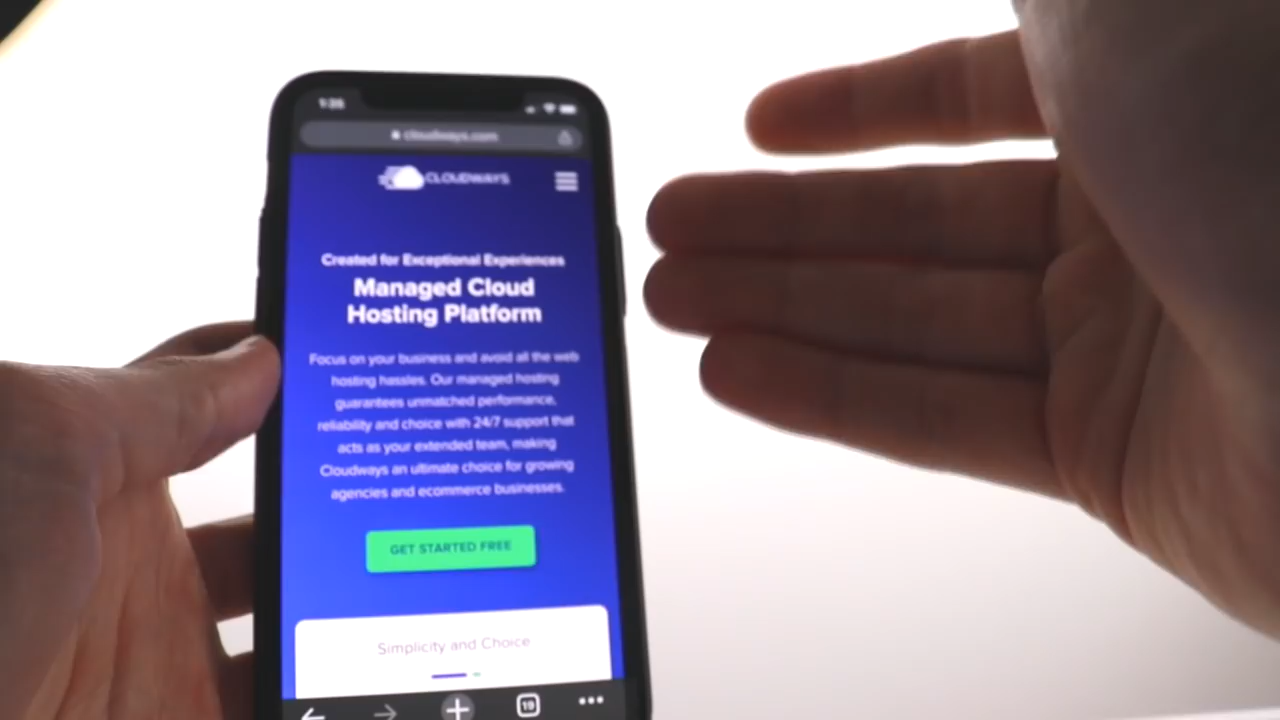 1:35
cloudways.com
CLOUDWAYS
Created for Exceptional Experiences
Managed Cloud
Hosting Platform
Focus on your business and avoid all the web
hosting hassles. Our managed hosting
guarantees unmatched performance,
reliability and choice with 24/7 support that
acts as your extended team, making
Cloudways an ultimate choice for growing
agencies and ecommerce businesses.
GET STARTED FREE
Simplicity and Choice
19